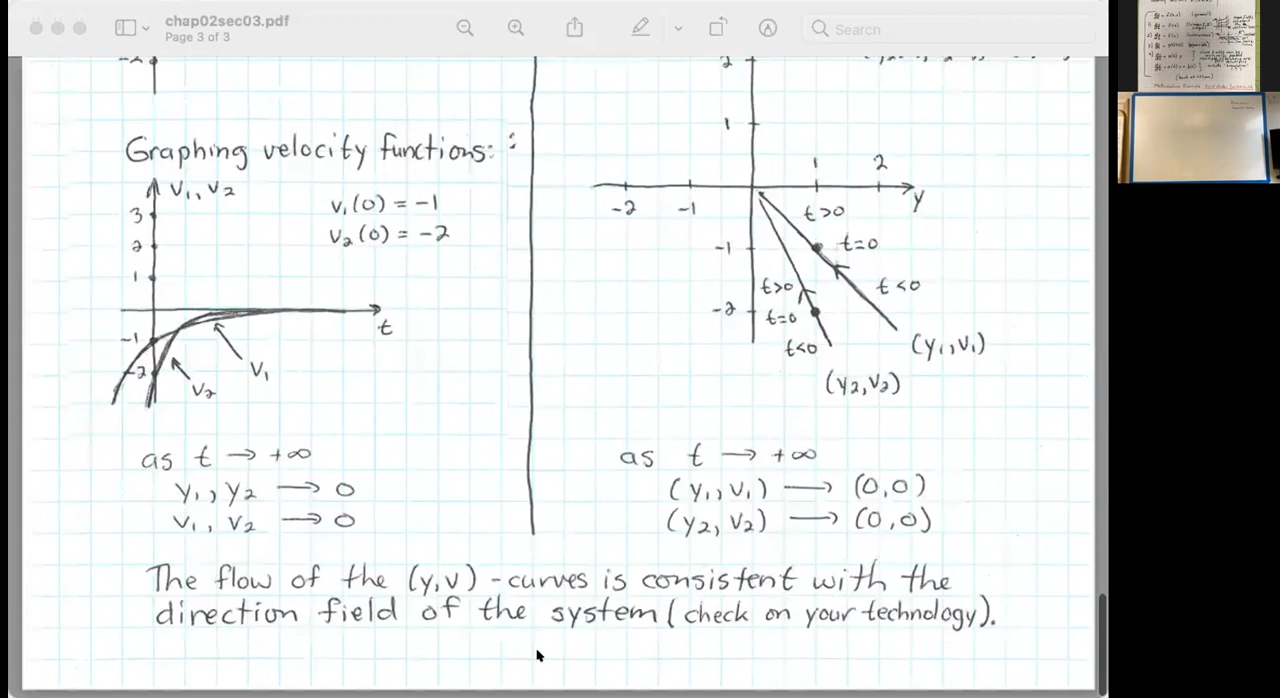 chap02sec03.pdf
Page 3 of 3
Search
Graphing velocity functions:
v₁, v₂
v₁(0) = -1
v₂(0) = -2
3
2
1
-1
-2
t
v₁
v₂
as t → +∞
y₁, y₂ → 0
v₁, v₂ → 0
2
1
-2 -1 1 2
y
t>0
-1
t=0
t<0
t>0
-2
t=0
t<0
(y₁, v₁)
(y₂, v₂)
as t → +∞
(y₁, v₁) → (0,0)
(y₂, v₂) → (0,0)
The flow of the (y,v)-curves is consistent with the
direction field of the system (check on your technology).